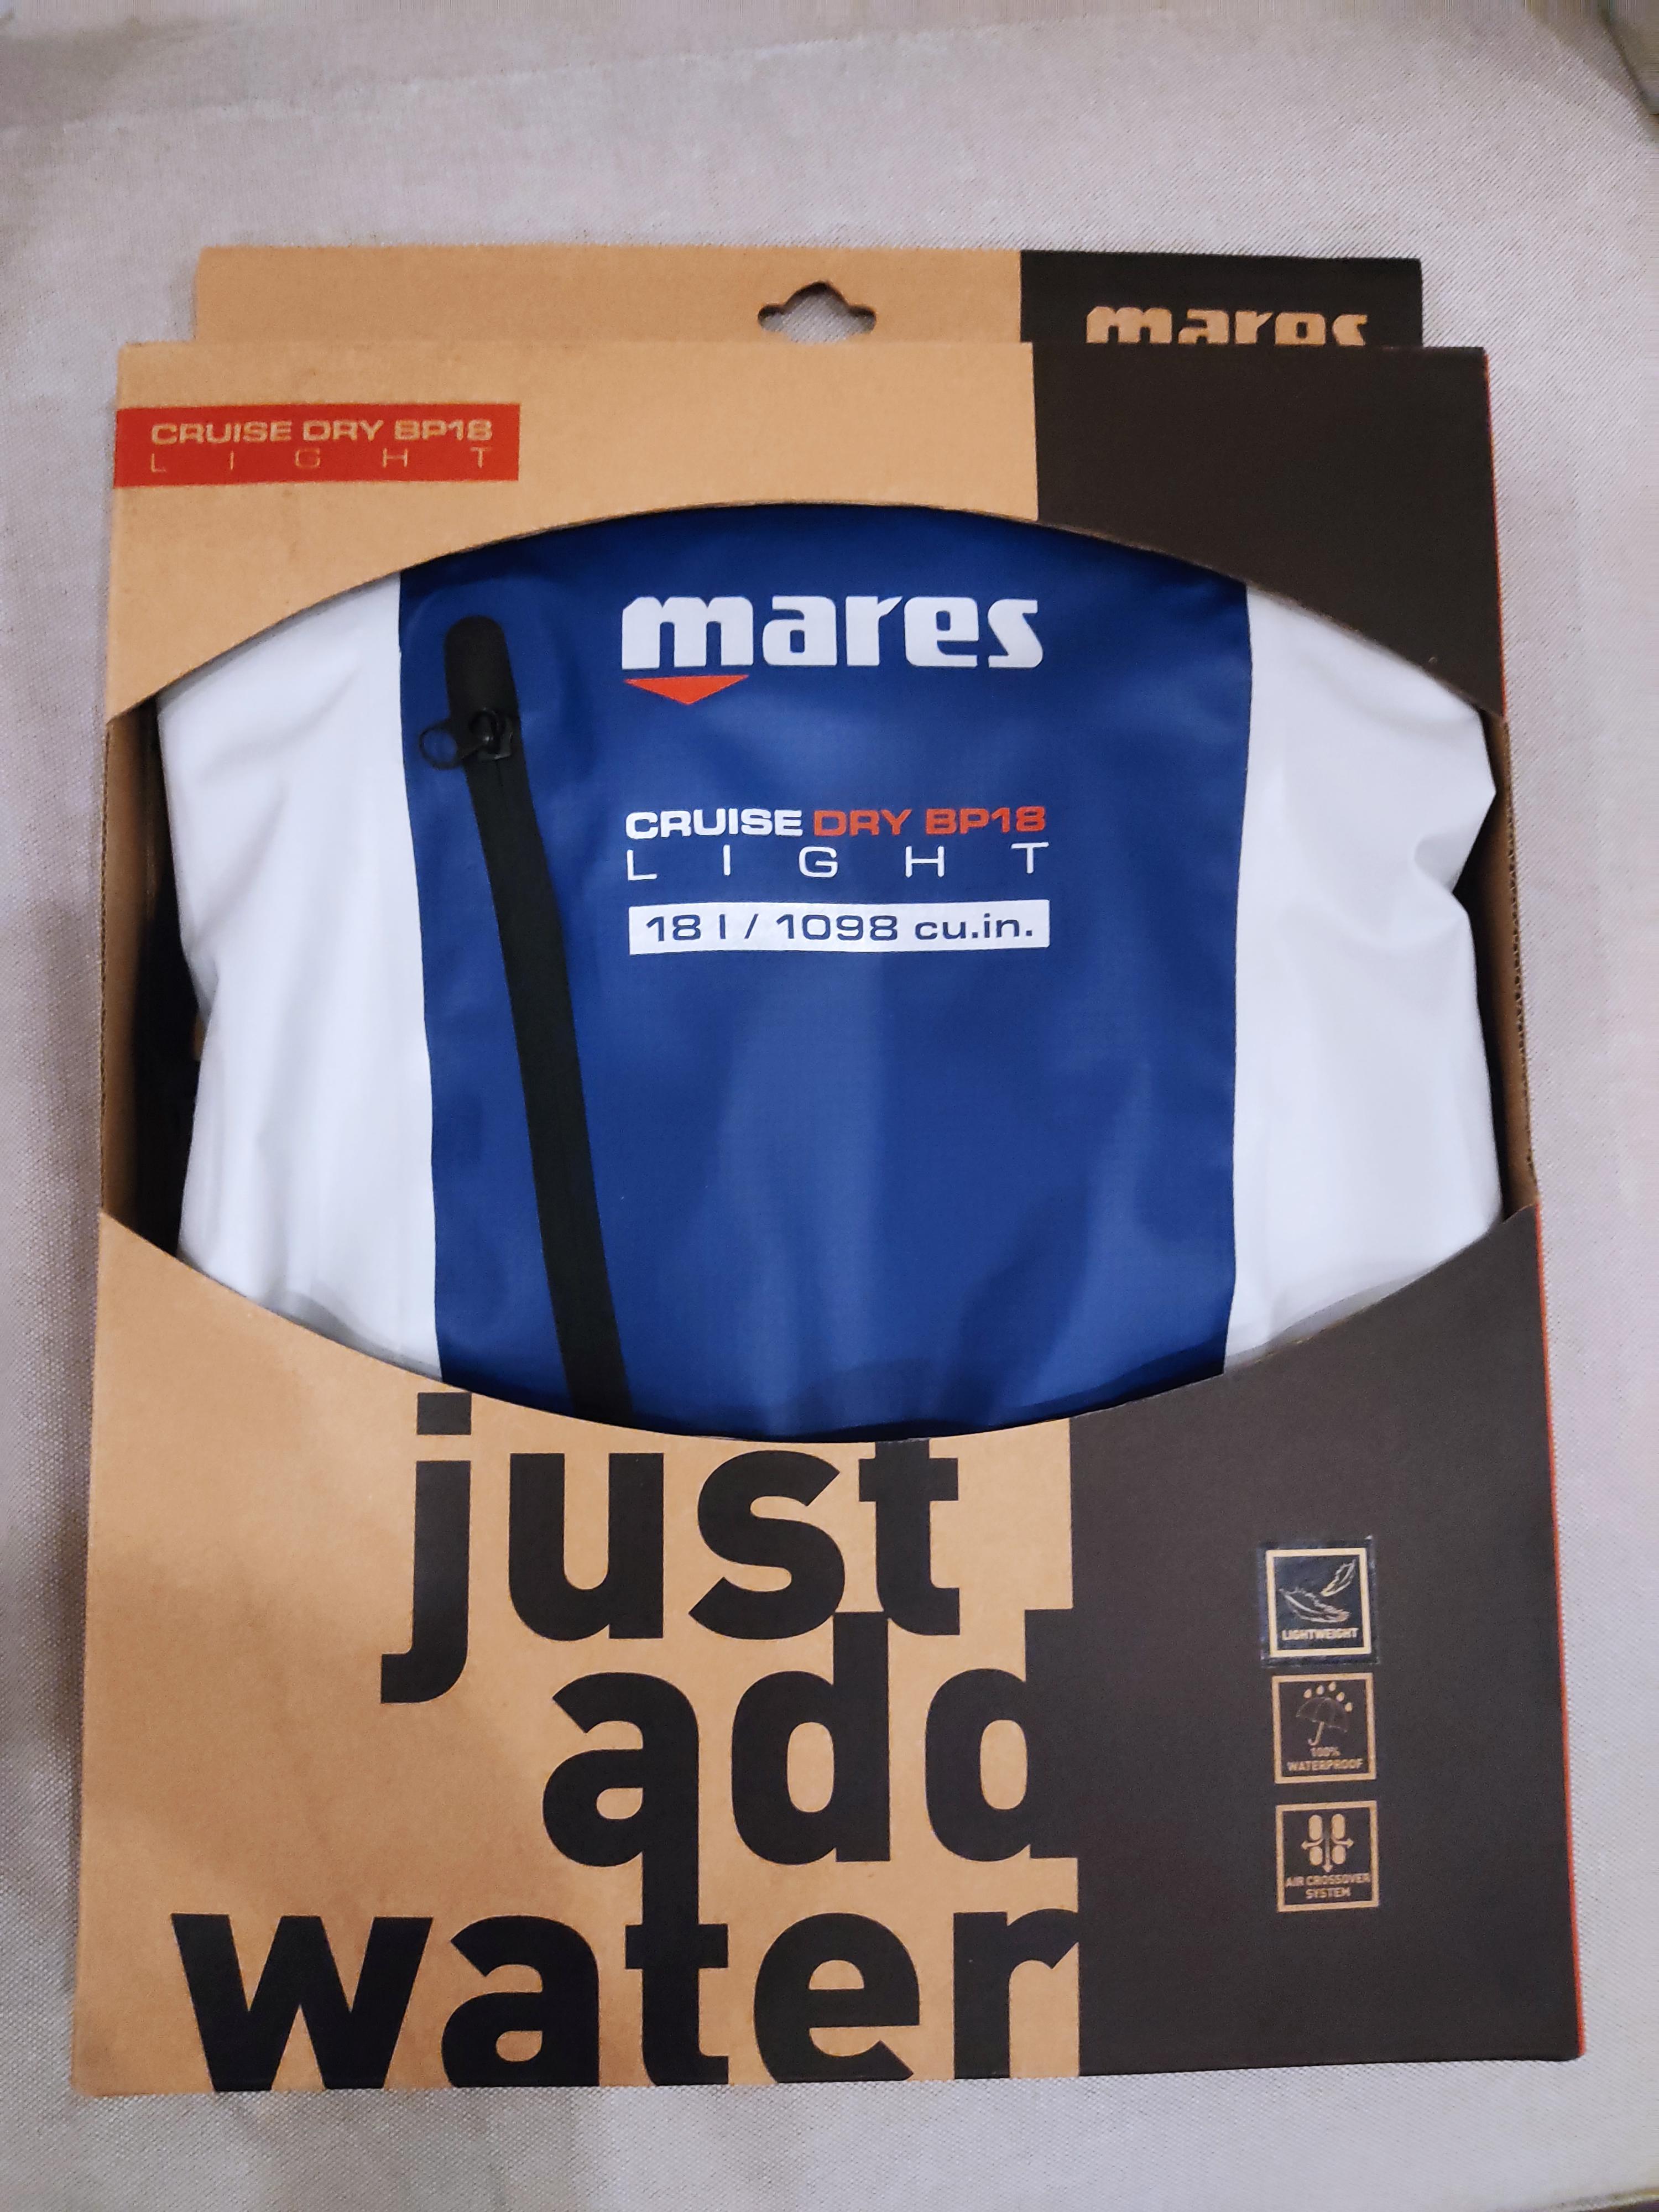 mares
CRUISE DRY BP18
LIGHT
mares
CRUISE DRY BP18
LIGHT
18 l / 1098 cu.in.
just
add
water
LIGHTWEIGHT
100%
WATERPROOF
AIR CROSSOVER
SYSTEM